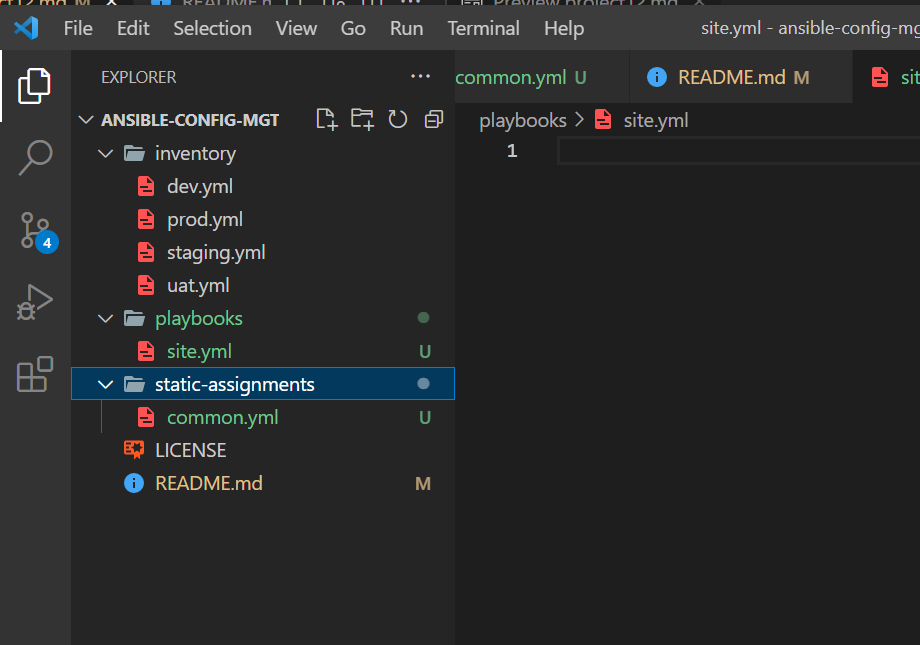 File Edit Selection View Go Run Terminal Help site.yml - ansible-config-mg
EXPLORER
common.yml U README.md M sit
ANSIBLE-CONFIG-MGT
playbooks > site.yml
1
inventory
dev.yml
prod.yml
staging.yml
4
uat.yml
playbooks
site.yml U
static-assignments
common.yml U
LICENSE
README.md M